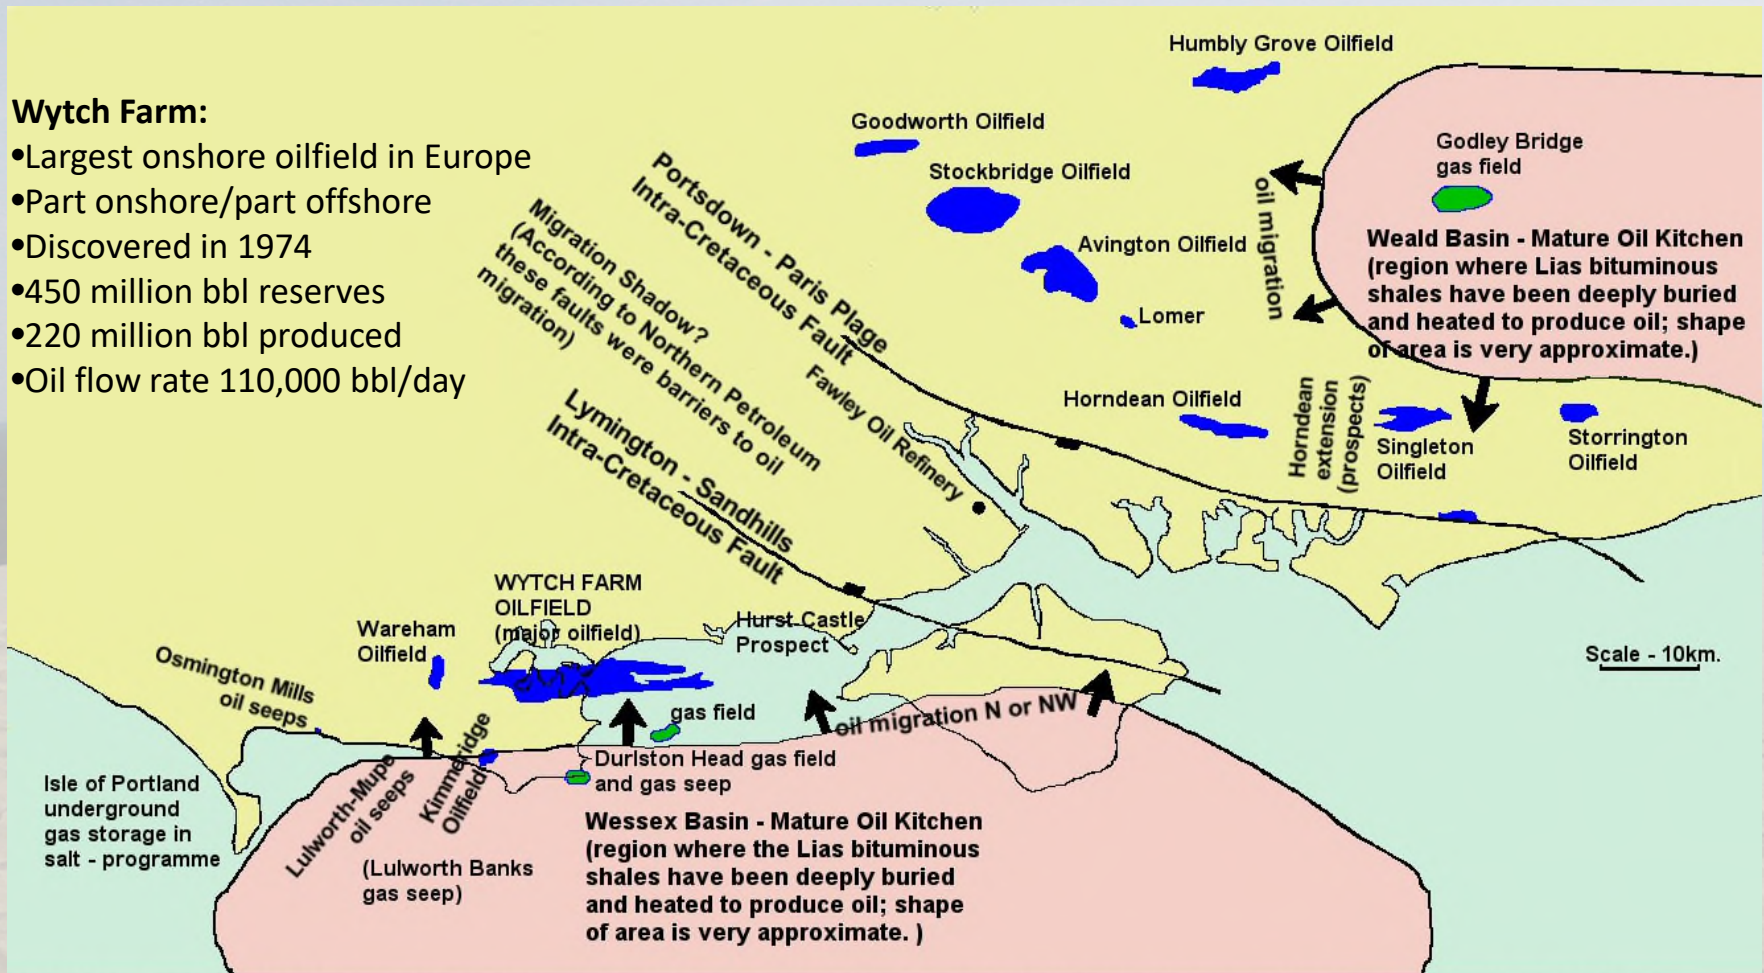 Wytch Farm:
•Largest onshore oilfield in Europe
•Part onshore/part offshore
•Discovered in 1974
•450 million bbl reserves
•220 million bbl produced
•Oil flow rate 110,000 bbl/day
Humbly Grove Oilfield
Goodworth Oilfield
Stockbridge Oilfield
Avington Oilfield
Lomer
Godley Bridge
gas field
oil migration
Weald Basin - Mature Oil Kitchen
(region where Lias bituminous
shales have been deeply buried
and heated to produce oil; shape
of area is very approximate.)
Portsdown - Paris Plage
Intra-Cretaceous Fault
Migration Shadow?
(According to Northern Petroleum
these faults were barriers to oil
migration)
Lymington - Sandhills
Intra-Cretaceous Fault
Fawley Oil Refinery
Horndean Oilfield
Horndean
extension
(prospects)
Singleton
Oilfield
Storrington
Oilfield
WYTCH FARM
OILFIELD
(major oilfield)
Wareham
Oilfield
Hurst Castle
Prospect
Scale - 10km.
Osmington Mills
oil seeps
gas field
oil migration N or NW
Durlston Head gas field
and gas seep
Isle of Portland
underground
gas storage in
salt - programme
Lulworth-Mupe
oil seeps
Kimmeridge
Oilfield
(Lulworth Banks
gas seep)
Wessex Basin - Mature Oil Kitchen
(region where the Lias bituminous
shales have been deeply buried
and heated to produce oil; shape
of area is very approximate. )